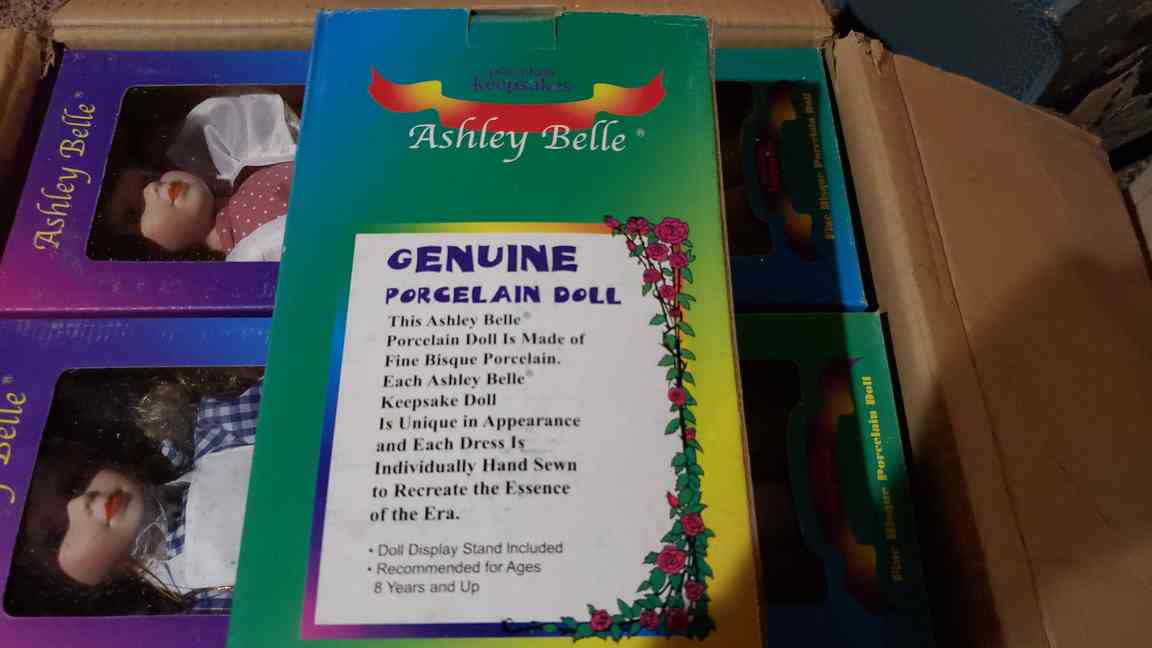 Ashley Belle®
Belle®
porcelain
keepsakes
Ashley Belle®
GENUINE
PORCELAIN DOLL
This Ashley Belle®
Porcelain Doll Is Made of
Fine Bisque Porcelain.
Each Ashley Belle®
Keepsake Doll
Is Unique in Appearance
and Each Dress Is
Individually Hand Sewn
to Recreate the Essence
of the Era.
• Doll Display Stand Included
• Recommended for Ages
8 Years and Up
Fine Bisque Porcelain Doll
Fine Bisque Porcelain Doll